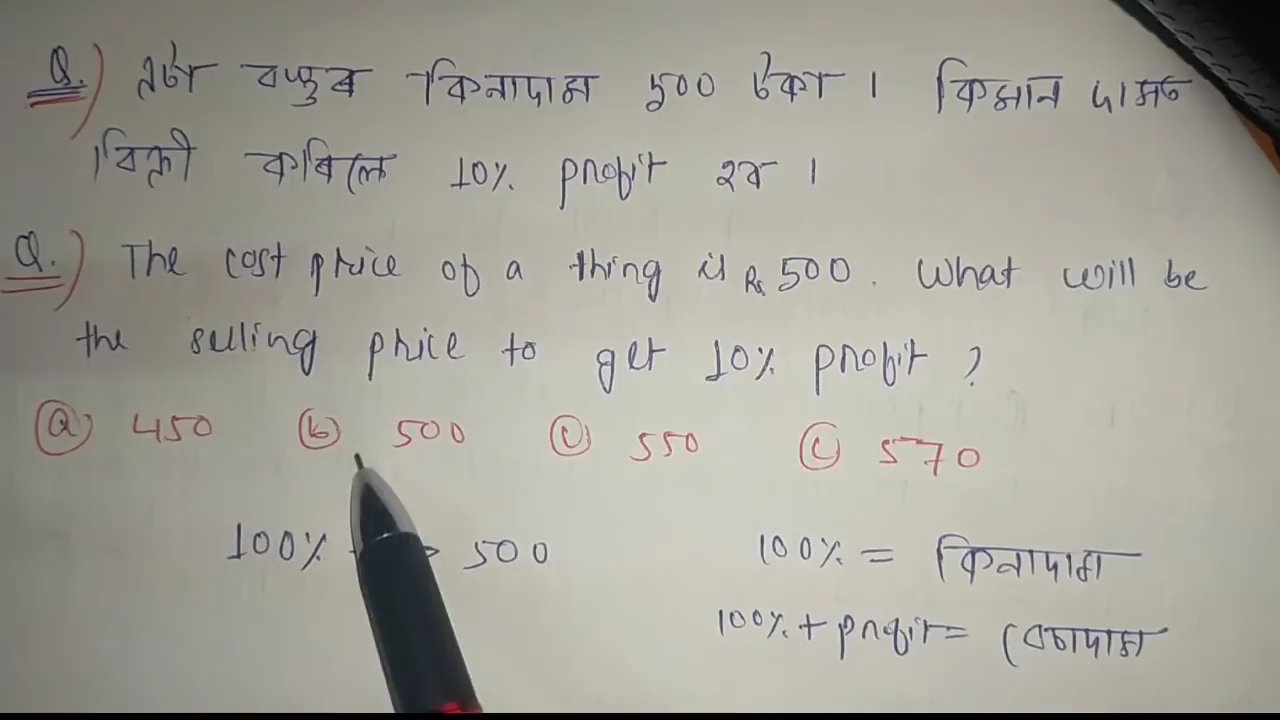 Q.) এটা বস্তুৰ কিনাদাম 500 টকা । কিমান দামত
বিক্ৰী কৰিলে 10% profit হব ।
Q.) The cost price of a thing is Rs 500. What will be
the selling price to get 10% profit ?
(a) 450 (b) 500 (c) 550 (c) 570
100% → 500 100% = কিনাদাম
100% + profit = বেচাদাম